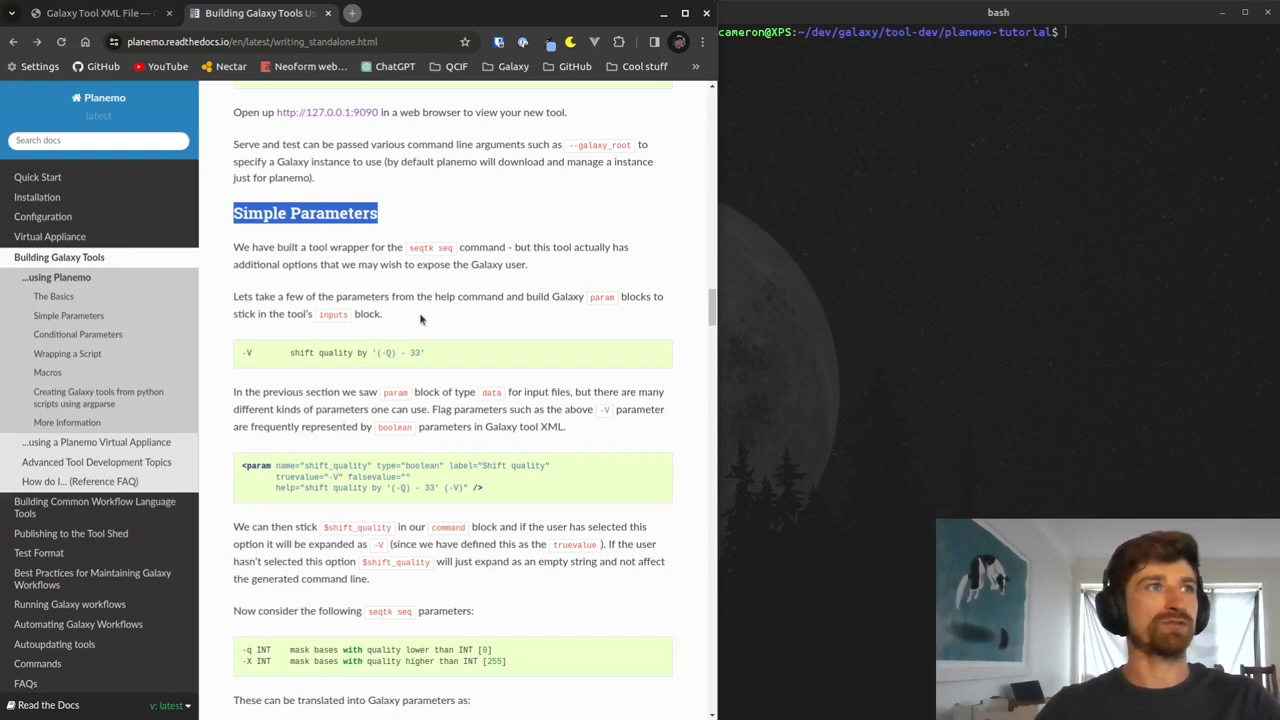 Galaxy Tool XML File —
Building Galaxy Tools Us
bash
planemo.readthedocs.io/en/latest/writing_standalone.html
cameron@XPS:~/dev/galaxy/tool-dev/planemo-tutorial$
Settings
GitHub
YouTube
Nectar
Neoform web...
ChatGPT
QCIF
Galaxy
GitHub
Cool stuff
»
Planemo
latest
Search docs
Quick Start
Installation
Configuration
Virtual Appliance
Building Galaxy Tools
...using Planemo
The Basics
Simple Parameters
Conditional Parameters
Wrapping a Script
Macros
Creating Galaxy tools from python
scripts using argparse
More Information
...using a Planemo Virtual Appliance
Advanced Tool Development Topics
How do I... (Reference FAQ)
Building Common Workflow Language
Tools
Publishing to the Tool Shed
Test Format
Best Practices for Maintaining Galaxy
Workflows
Running Galaxy workflows
Automating Galaxy Workflows
Autoupdating tools
Commands
FAQs
Read the Docs
v: latest
Open up http://127.0.0.1:9090 in a web browser to view your new tool.
Serve and test can be passed various command line arguments such as --galaxy_root to
specify a Galaxy instance to use (by default planemo will download and manage a instance
just for planemo).
Simple Parameters
We have built a tool wrapper for the seqtk seq command - but this tool actually has
additional options that we may wish to expose the Galaxy user.
Lets take a few of the parameters from the help command and build Galaxy param blocks to
stick in the tool's inputs block.
-V shift quality by '(-Q) - 33'
In the previous section we saw param block of type data for input files, but there are many
different kinds of parameters one can use. Flag parameters such as the above -V parameter
are frequently represented by boolean parameters in Galaxy tool XML.
<param name="shift_quality" type="boolean" label="Shift quality"
truevalue="-V" falsevalue=""
help="shift quality by '(-Q) - 33' (-V)" />
We can then stick $shift_quality in our command block and if the user has selected this
option it will be expanded as -V (since we have defined this as the truevalue ). If the user
hasn't selected this option $shift_quality will just expand as an empty string and not affect
the generated command line.
Now consider the following seqtk seq parameters:
-q INT mask bases with quality lower than INT [0]
-X INT mask bases with quality higher than INT [255]
These can be translated into Galaxy parameters as: